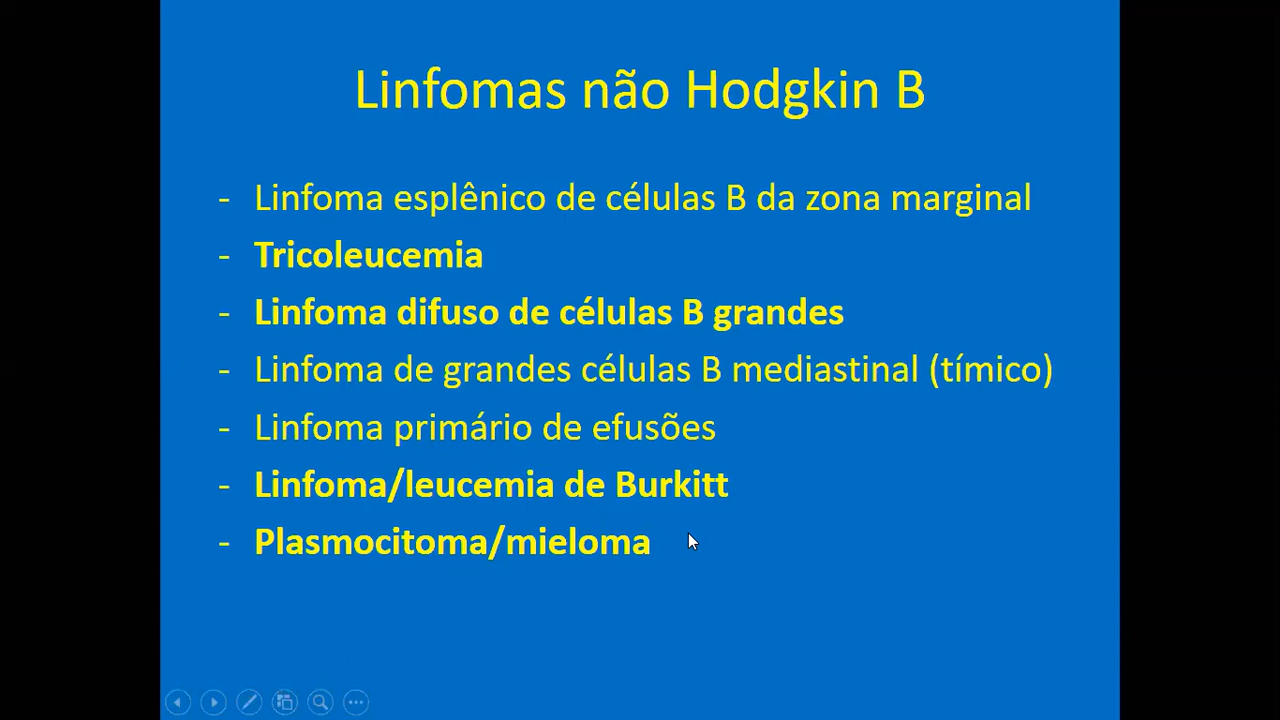 Linfomas não Hodgkin B
- Linfoma esplênico de células B da zona marginal
- Tricoleucemia
- Linfoma difuso de células B grandes
- Linfoma de grandes células B mediastinal (tímico)
- Linfoma primário de efusões
- Linfoma/leucemia de Burkitt
- Plasmocitoma/mieloma